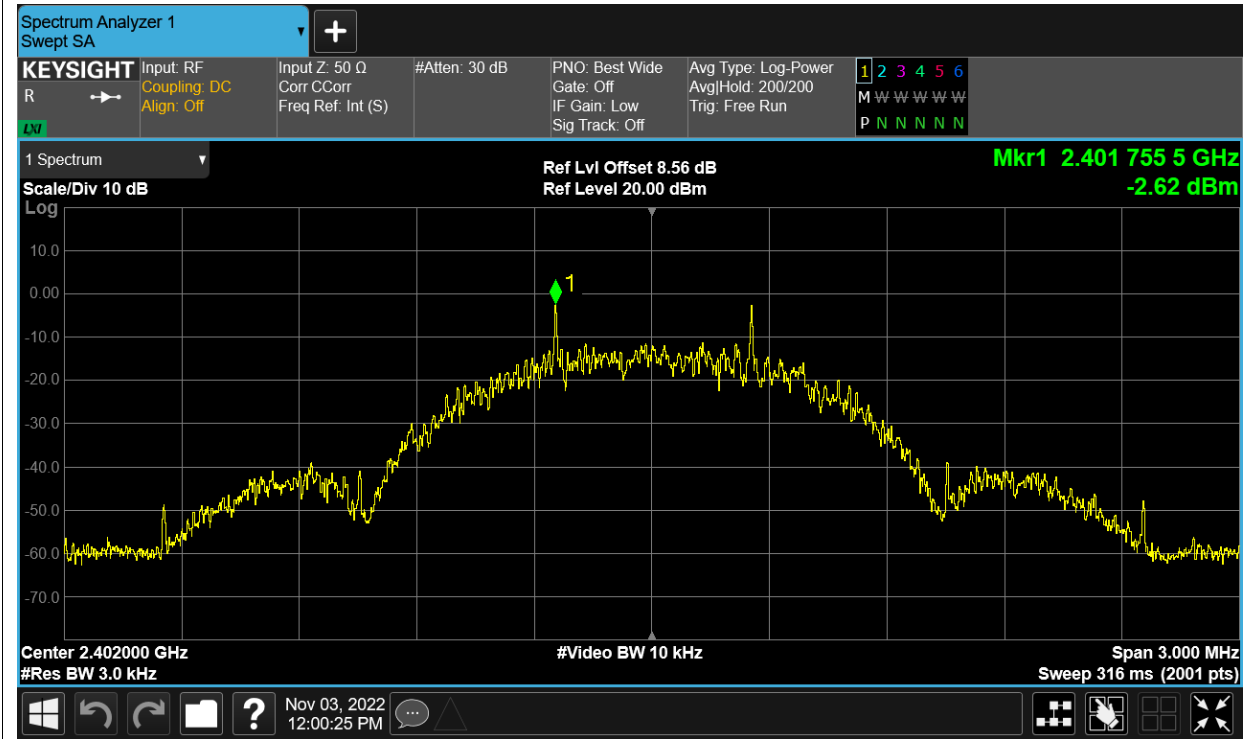 Spectrum Analyzer 1
Swept SA
+
KEYSIGHT
R
LXI
Input: RF
Coupling: DC
Align: Off
Input Z: 50 Ω
Corr CCorr
Freq Ref: Int (S)
#Atten: 30 dB
PNO: Best Wide
Gate: Off
IF Gain: Low
Sig Track: Off
Avg Type: Log-Power
Avg|Hold: 200/200
Trig: Free Run
1 2 3 4 5 6
M W W W W W W
P N N N N N N
1 Spectrum
Scale/Div 10 dB
Log
Ref Lvl Offset 8.56 dB
Ref Level 20.00 dBm
Mkr1 2.401 755 5 GHz
-2.62 dBm
10.0
0.00
-10.0
-20.0
-30.0
-40.0
-50.0
-60.0
-70.0
1
Center 2.402000 GHz
#Res BW 3.0 kHz
#Video BW 10 kHz
Span 3.000 MHz
Sweep 316 ms (2001 pts)
?
Nov 03, 2022
12:00:25 PM